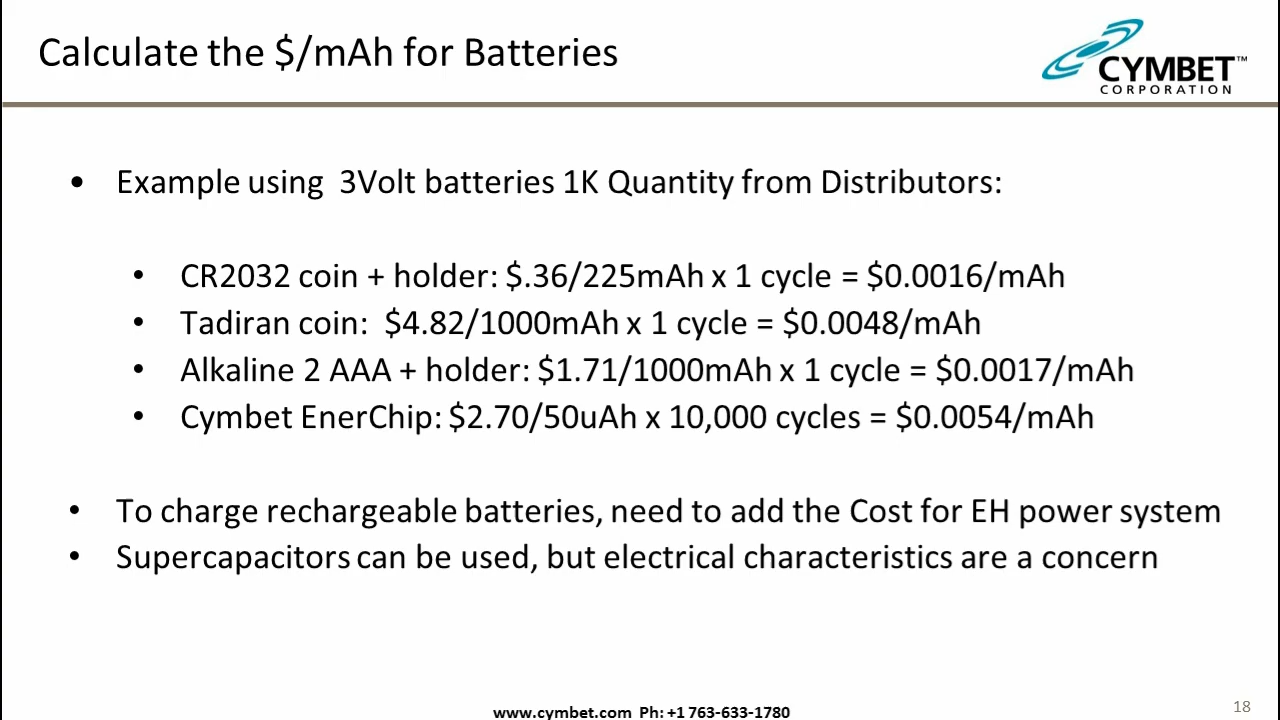 Calculate the $/mAh for Batteries
CYMBET™
CORPORATION
• Example using 3Volt batteries 1K Quantity from Distributors:
• CR2032 coin + holder: $.36/225mAh x 1 cycle = $0.0016/mAh
• Tadiran coin: $4.82/1000mAh x 1 cycle = $0.0048/mAh
• Alkaline 2 AAA + holder: $1.71/1000mAh x 1 cycle = $0.0017/mAh
• Cymbet EnerChip: $2.70/50uAh x 10,000 cycles = $0.0054/mAh
• To charge rechargeable batteries, need to add the Cost for EH power system
• Supercapacitors can be used, but electrical characteristics are a concern
www.cymbet.com Ph: +1 763-633-1780
18